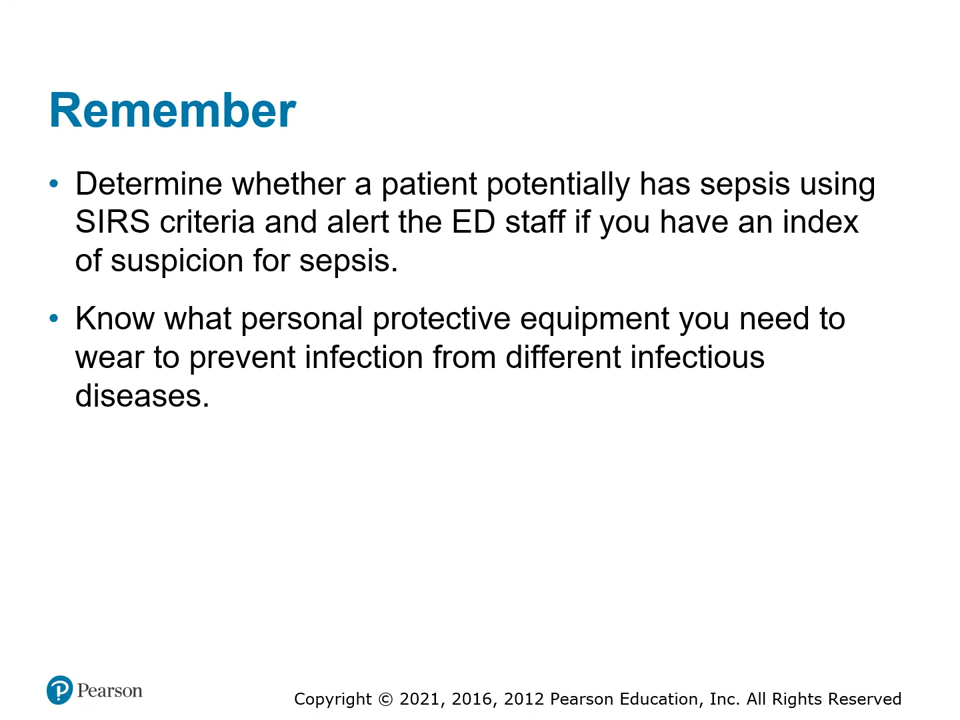 Remember
• Determine whether a patient potentially has sepsis using
SIRS criteria and alert the ED staff if you have an index
of suspicion for sepsis.
• Know what personal protective equipment you need to
wear to prevent infection from different infectious
diseases.
Pearson
Copyright © 2021, 2016, 2012 Pearson Education, Inc. All Rights Reserved